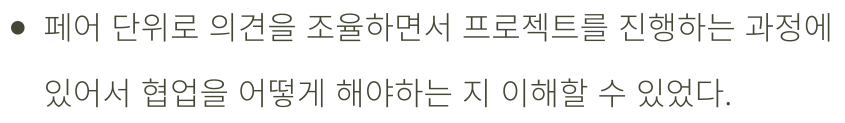 • 페어 단위로 의견을 조율하면서 프로젝트를 진행하는 과정에
있어서 협업을 어떻게 해야하는 지 이해할 수 있었다.